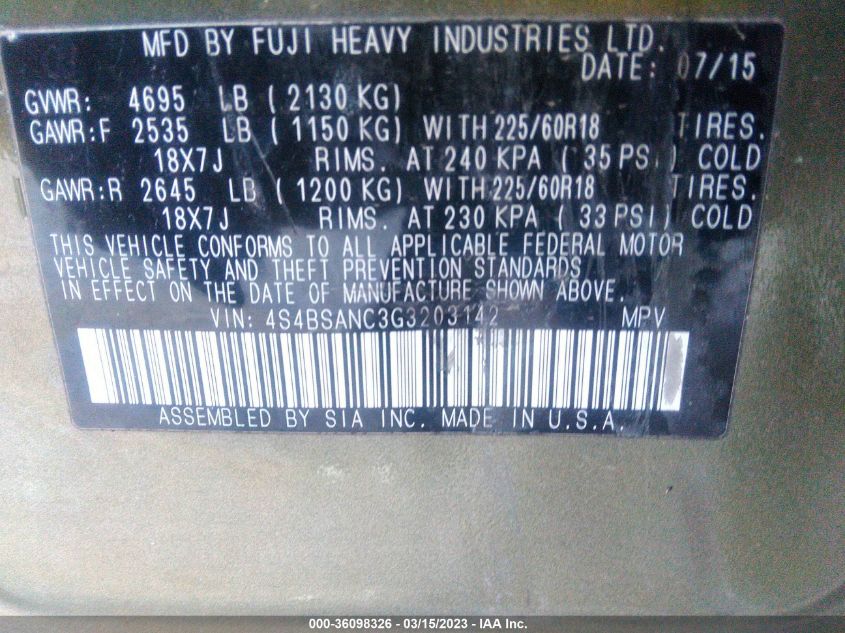 MFD BY FUJI HEAVY INDUSTRIES LTD.
DATE: 07/15
GVWR: 4695 LB ( 2130 KG)
GAWR:F 2535 LB ( 1150 KG) WITH 225/60R18 TIRES.
18X7J RIMS. AT 240 KPA ( 35 PSI) COLD
GAWR:R 2645 LB ( 1200 KG) WITH 225/60R18 TIRES.
18X7J RIMS. AT 230 KPA ( 33 PSI) COLD
THIS VEHICLE CONFORMS TO ALL APPLICABLE FEDERAL MOTOR
VEHICLE SAFETY AND THEFT PREVENTION STANDARDS
IN EFFECT ON THE DATE OF MANUFACTURE SHOWN ABOVE.
VIN: 4S4BSANC3G3203142 MPV
ASSEMBLED BY SIA INC. MADE IN U.S.A.
000-36098326 - 03/15/2023 - IAA Inc.